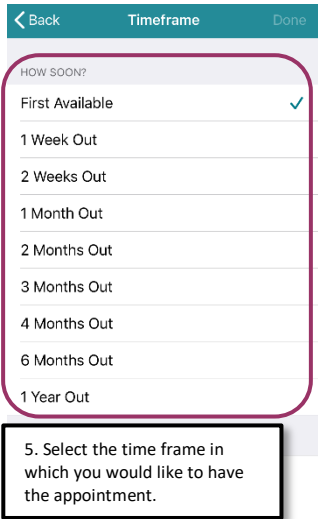 Back Timeframe Done
HOW SOON?
First Available
1 Week Out
2 Weeks Out
1 Month Out
2 Months Out
3 Months Out
4 Months Out
6 Months Out
1 Year Out
5. Select the time frame in
which you would like to have
the appointment.